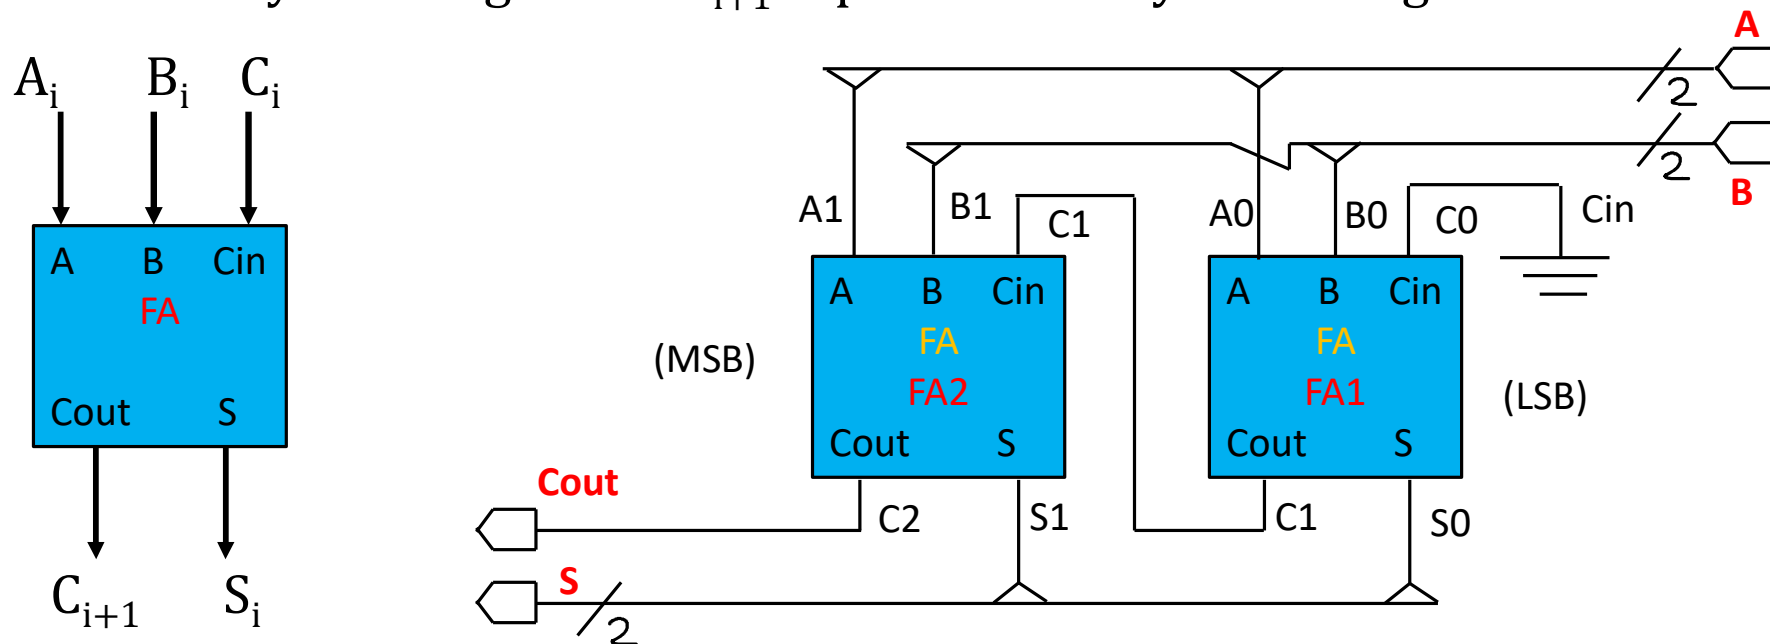 A
Aᵢ Bᵢ Cᵢ
2
2
B
A1 B1 C1 A0 B0 C0 Cin
A B Cin
FA
Cout S
Cᵢ₊₁ Sᵢ
(MSB)
A B Cin
FA
FA2
Cout S
A B Cin
FA
FA1
Cout S
(LSB)
Cout
C2 S1 C1 S0
S
2